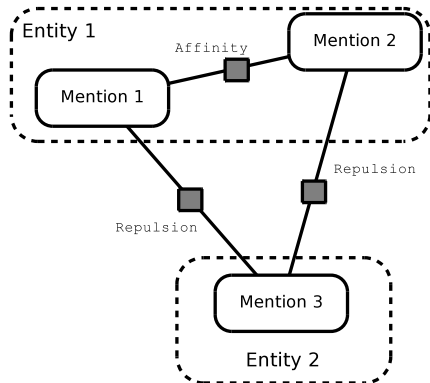 Entity 1
Mention 2
Affinity
Mention 1
Repulsion
Repulsion
Mention 3
Entity 2